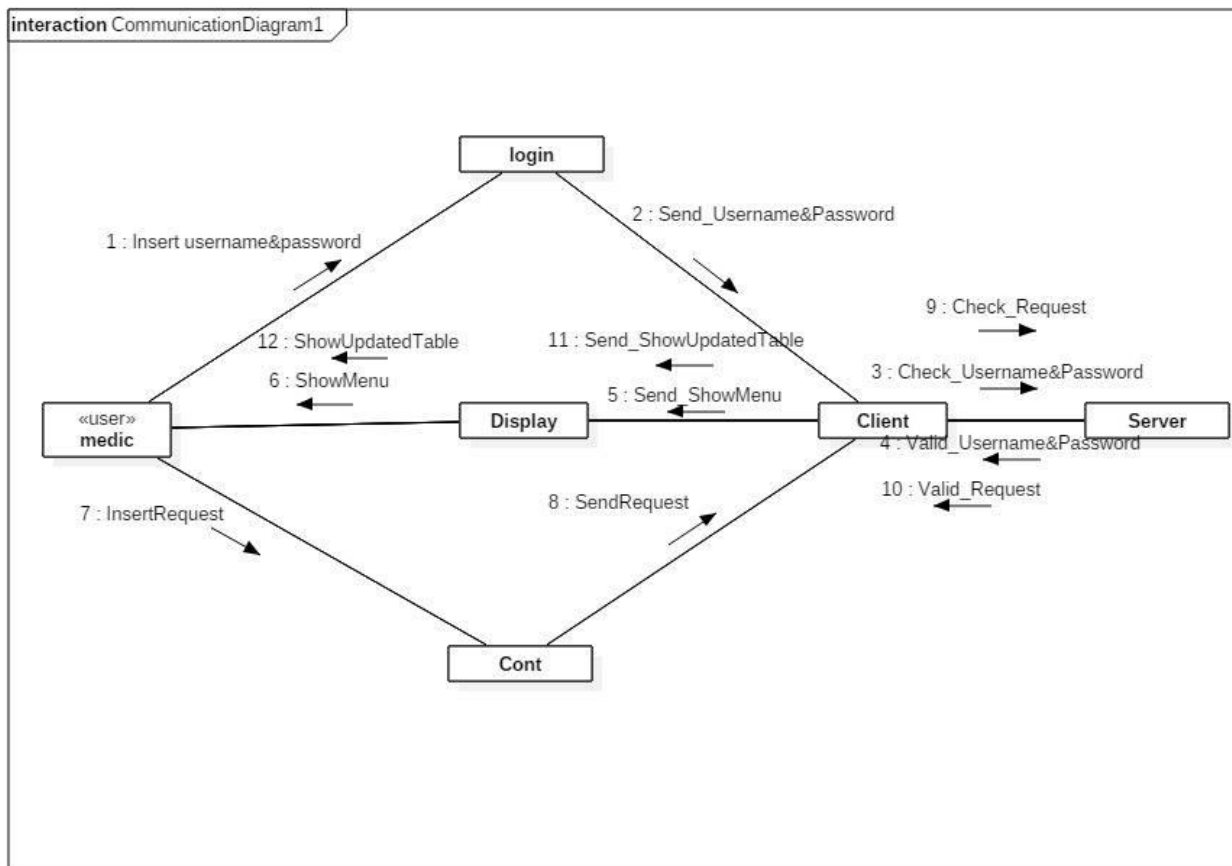 interaction CommunicationDiagram1
login
2 : Send_Username&Password
1 : Insert username&password
9 : Check_Request
12 : ShowUpdatedTable
11 : Send_ShowUpdatedTable
3 : Check_Username&Password
6 : ShowMenu
5 : Send_ShowMenu
«user»
medic
Display
Client
Server
4 : Valid_Username&Password
10 : Valid_Request
7 : InsertRequest
8 : SendRequest
Cont